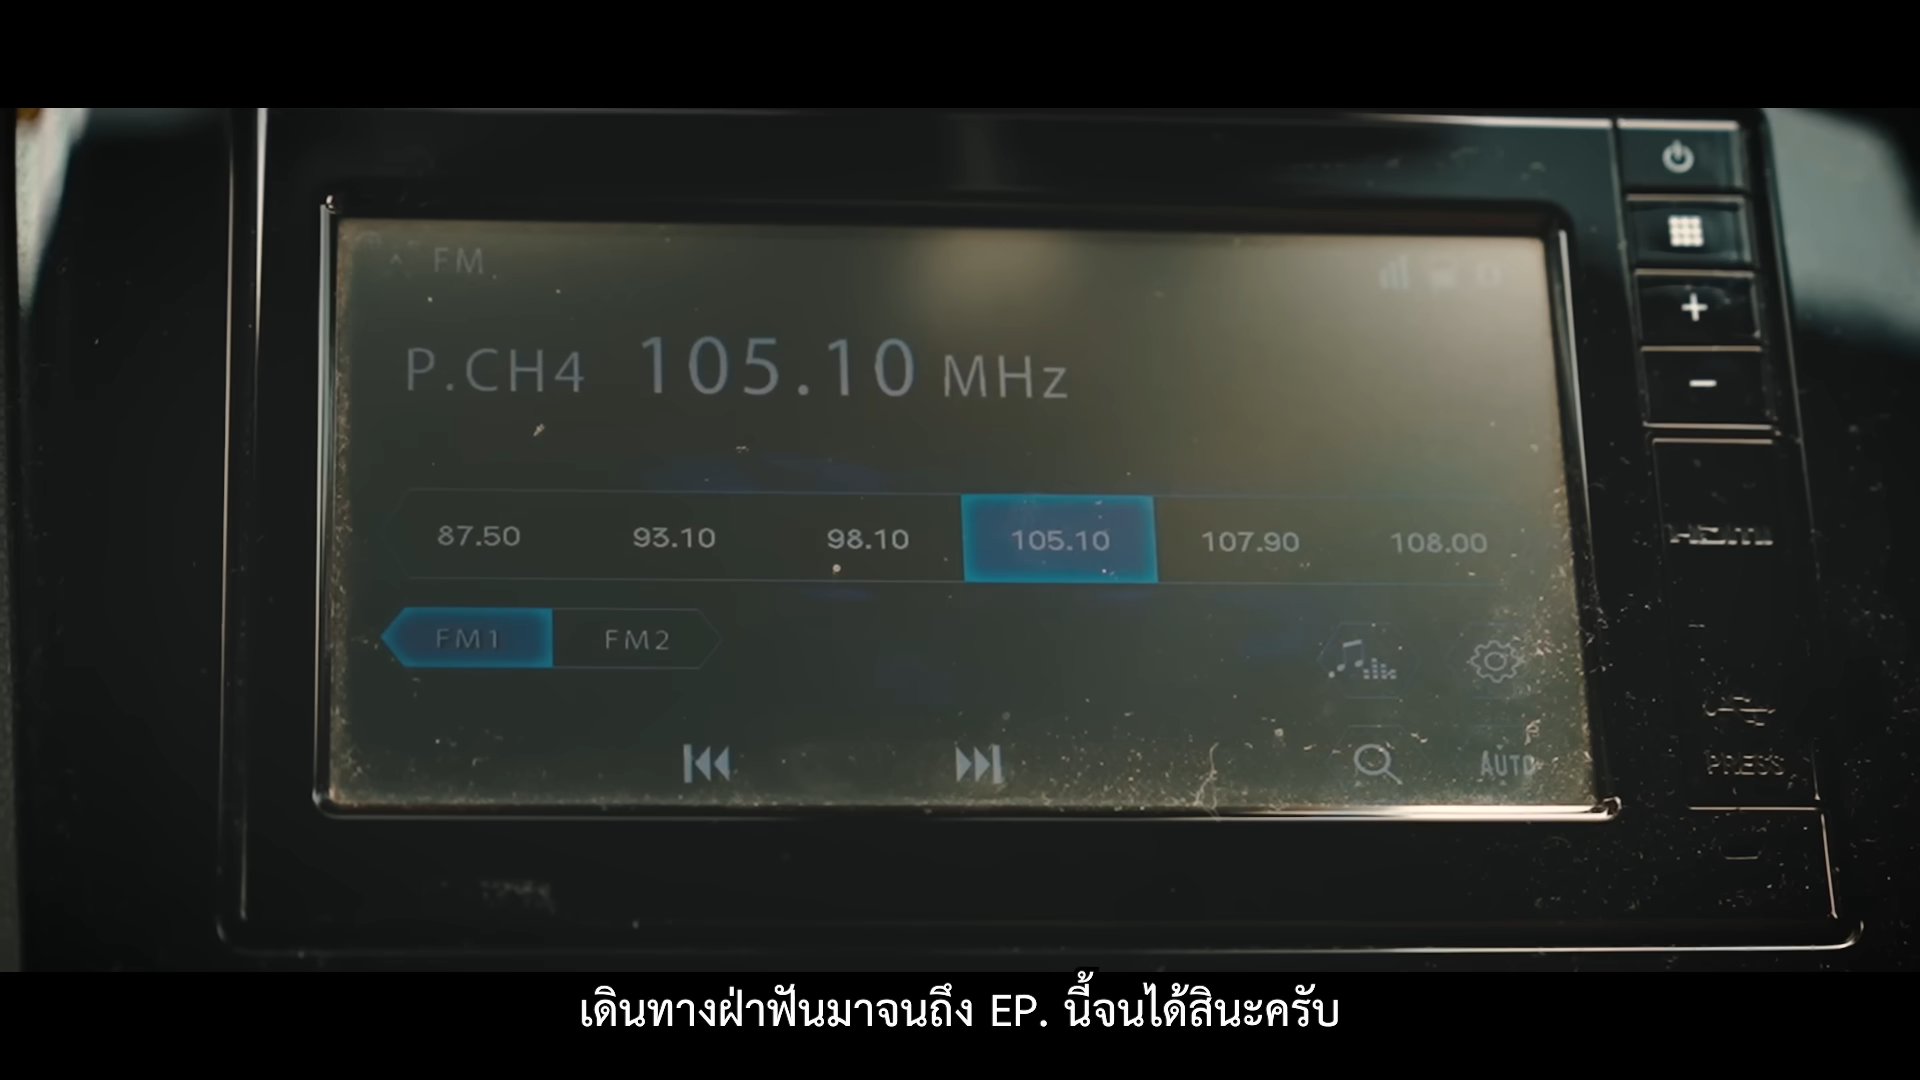 FM
P.CH4 105.10 MHz
87.50 93.10 98.10 105.10 107.90 108.00
FM1 FM2
AUTO
HDMI
PRESS
เดินทางฝ่าฟันมาจนถึง EP. นี้จนได้สินะครับ